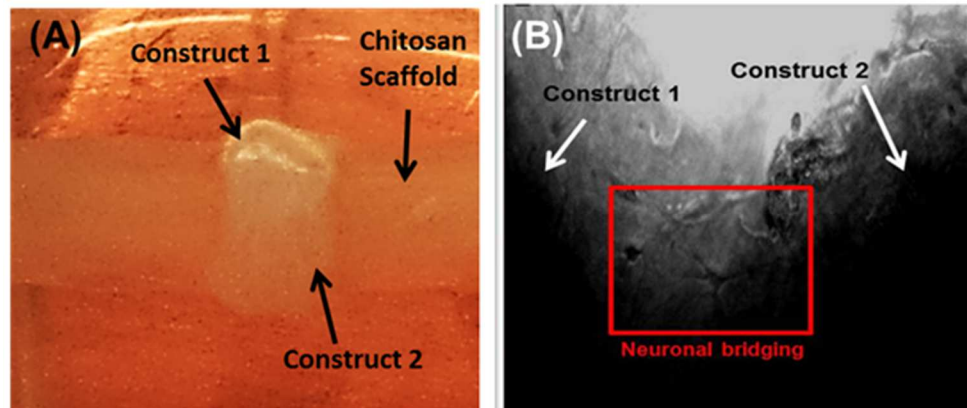 (A)
Construct 1
Chitosan
Scaffold
Construct 2
(B)
Construct 1
Construct 2
Neuronal bridging